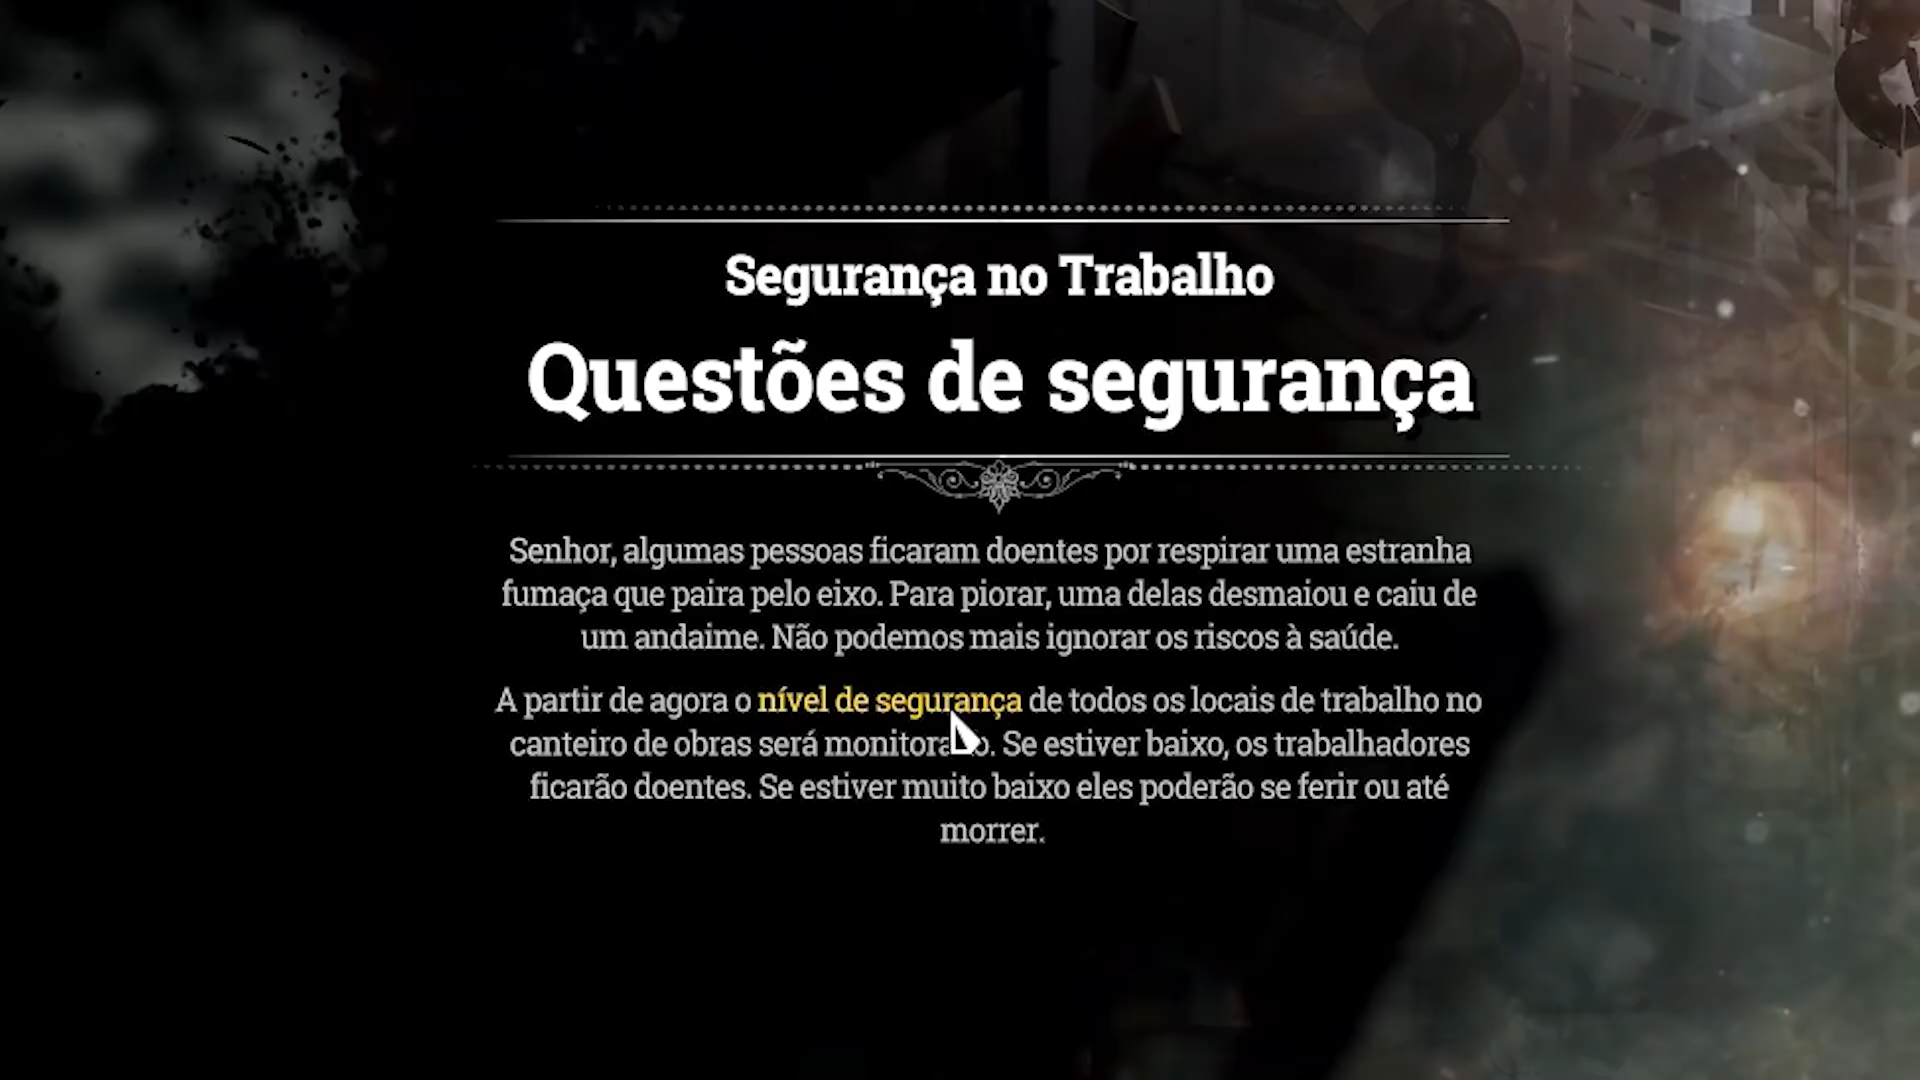 Segurança no Trabalho
Questões de segurança
Senhor, algumas pessoas ficaram doentes por respirar uma estranha
fumaça que paira pelo eixo. Para piorar, uma delas desmaiou e caiu de
um andaime. Não podemos mais ignorar os riscos à saúde.
A partir de agora o nível de segurança de todos os locais de trabalho no
canteiro de obras será monitorado. Se estiver baixo, os trabalhadores
ficarão doentes. Se estiver muito baixo eles poderão se ferir ou até
morrer.